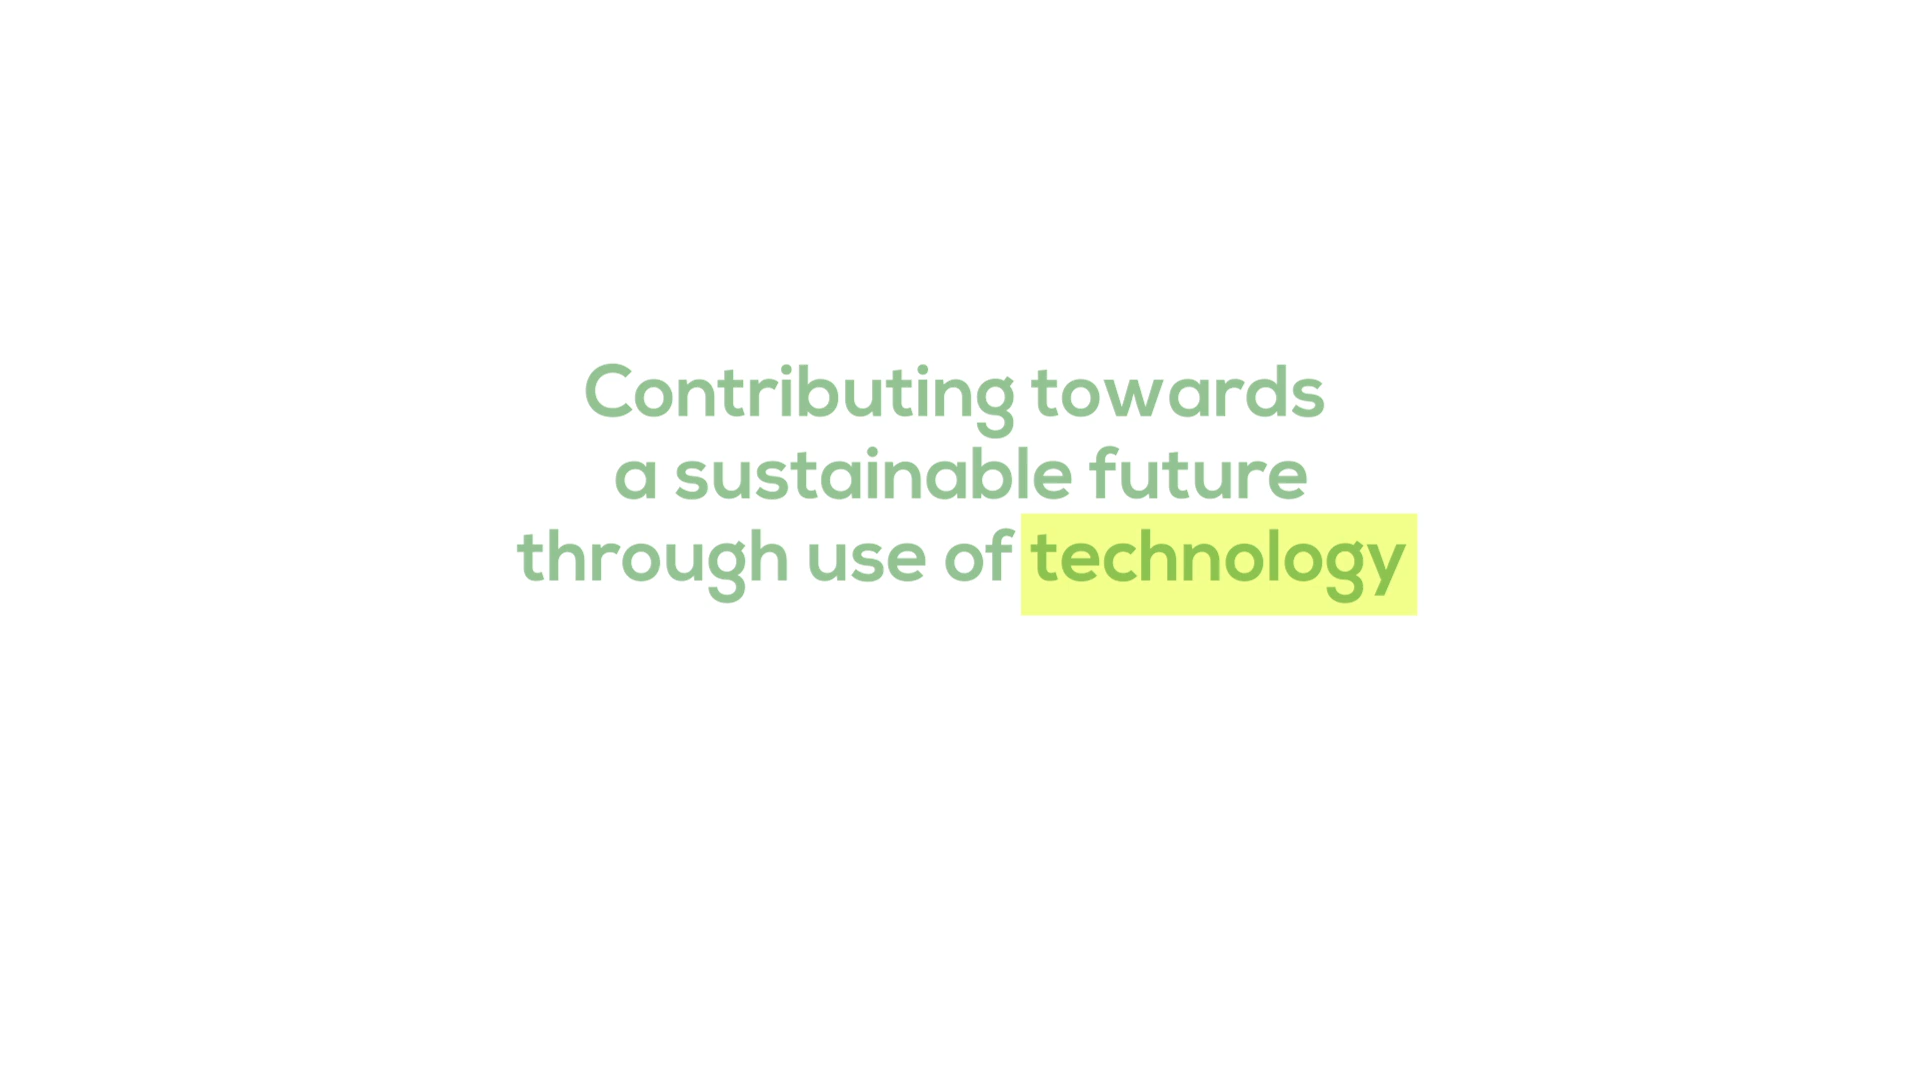 Contributing towards
a sustainable future
through use of technology